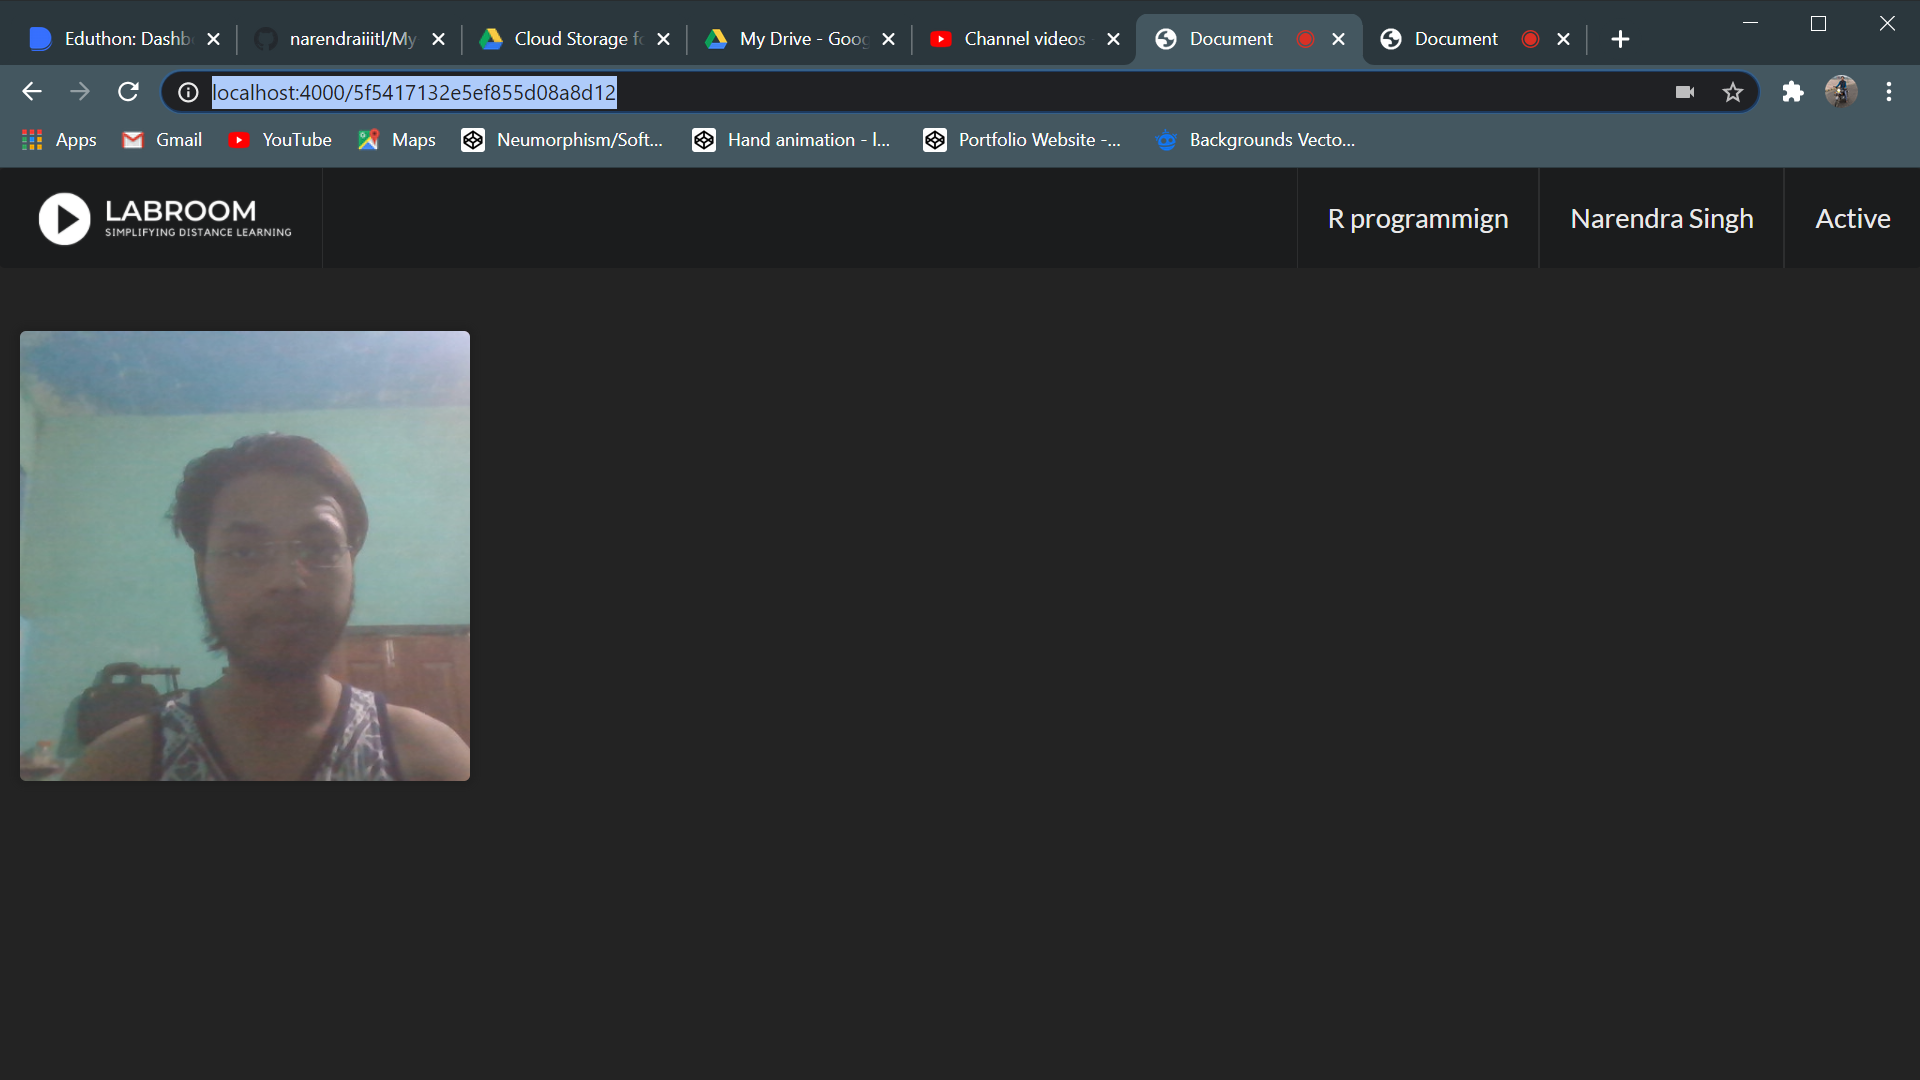 Eduthon: Dashb
narendraiiitl/My
Cloud Storage fo
My Drive - Goog
Channel videos
Document
Document
localhost:4000/5f5417132e5ef855d08a8d12
Apps
Gmail
YouTube
Maps
Neumorphism/Soft...
Hand animation - l...
Portfolio Website -...
Backgrounds Vecto...
LABROOM
SIMPLIFYING DISTANCE LEARNING
R programmign
Narendra Singh
Active